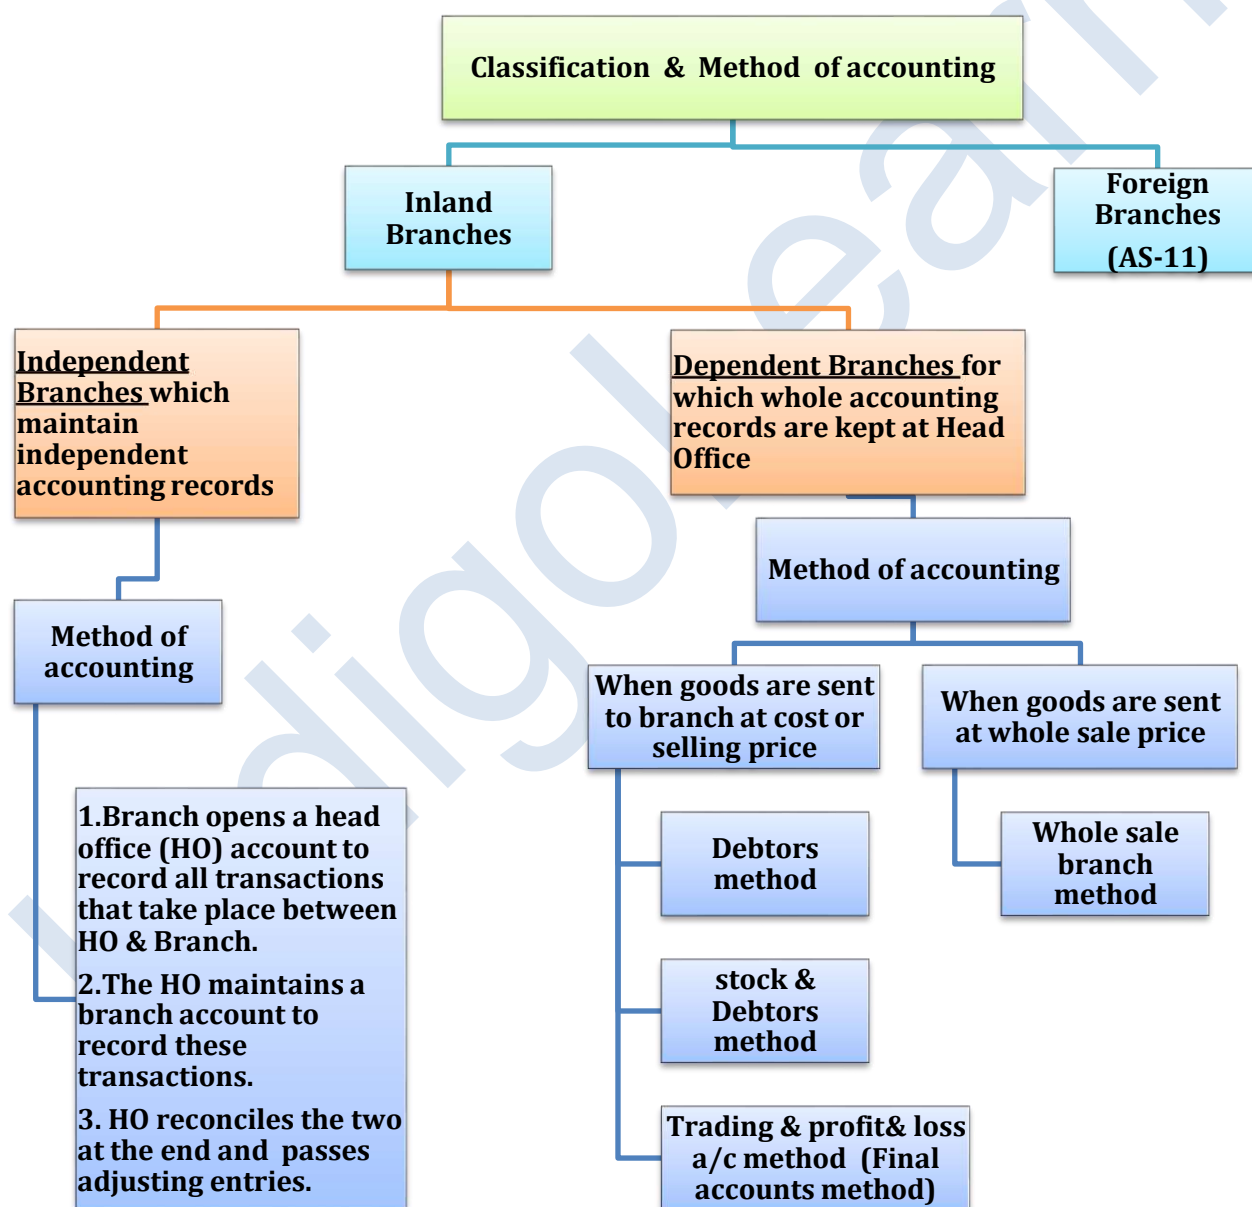 Classification & Method of accounting
Inland
Branches
Foreign
Branches
(AS-11)
Independent
Branches which
maintain
independent
accounting records
Dependent Branches for
which whole accounting
records are kept at Head
Office
Method of accounting
Method of
accounting
When goods are sent
to branch at cost or
selling price
When goods are sent
at whole sale price
1.Branch opens a head
office (HO) account to
record all transactions
that take place between
HO & Branch.
2.The HO maintains a
branch account to
record these
transactions.
3. HO reconciles the two
at the end and passes
adjusting entries.
Debtors
method
Whole sale
branch
method
stock &
Debtors
method
Trading & profit& loss
a/c method (Final
accounts method)